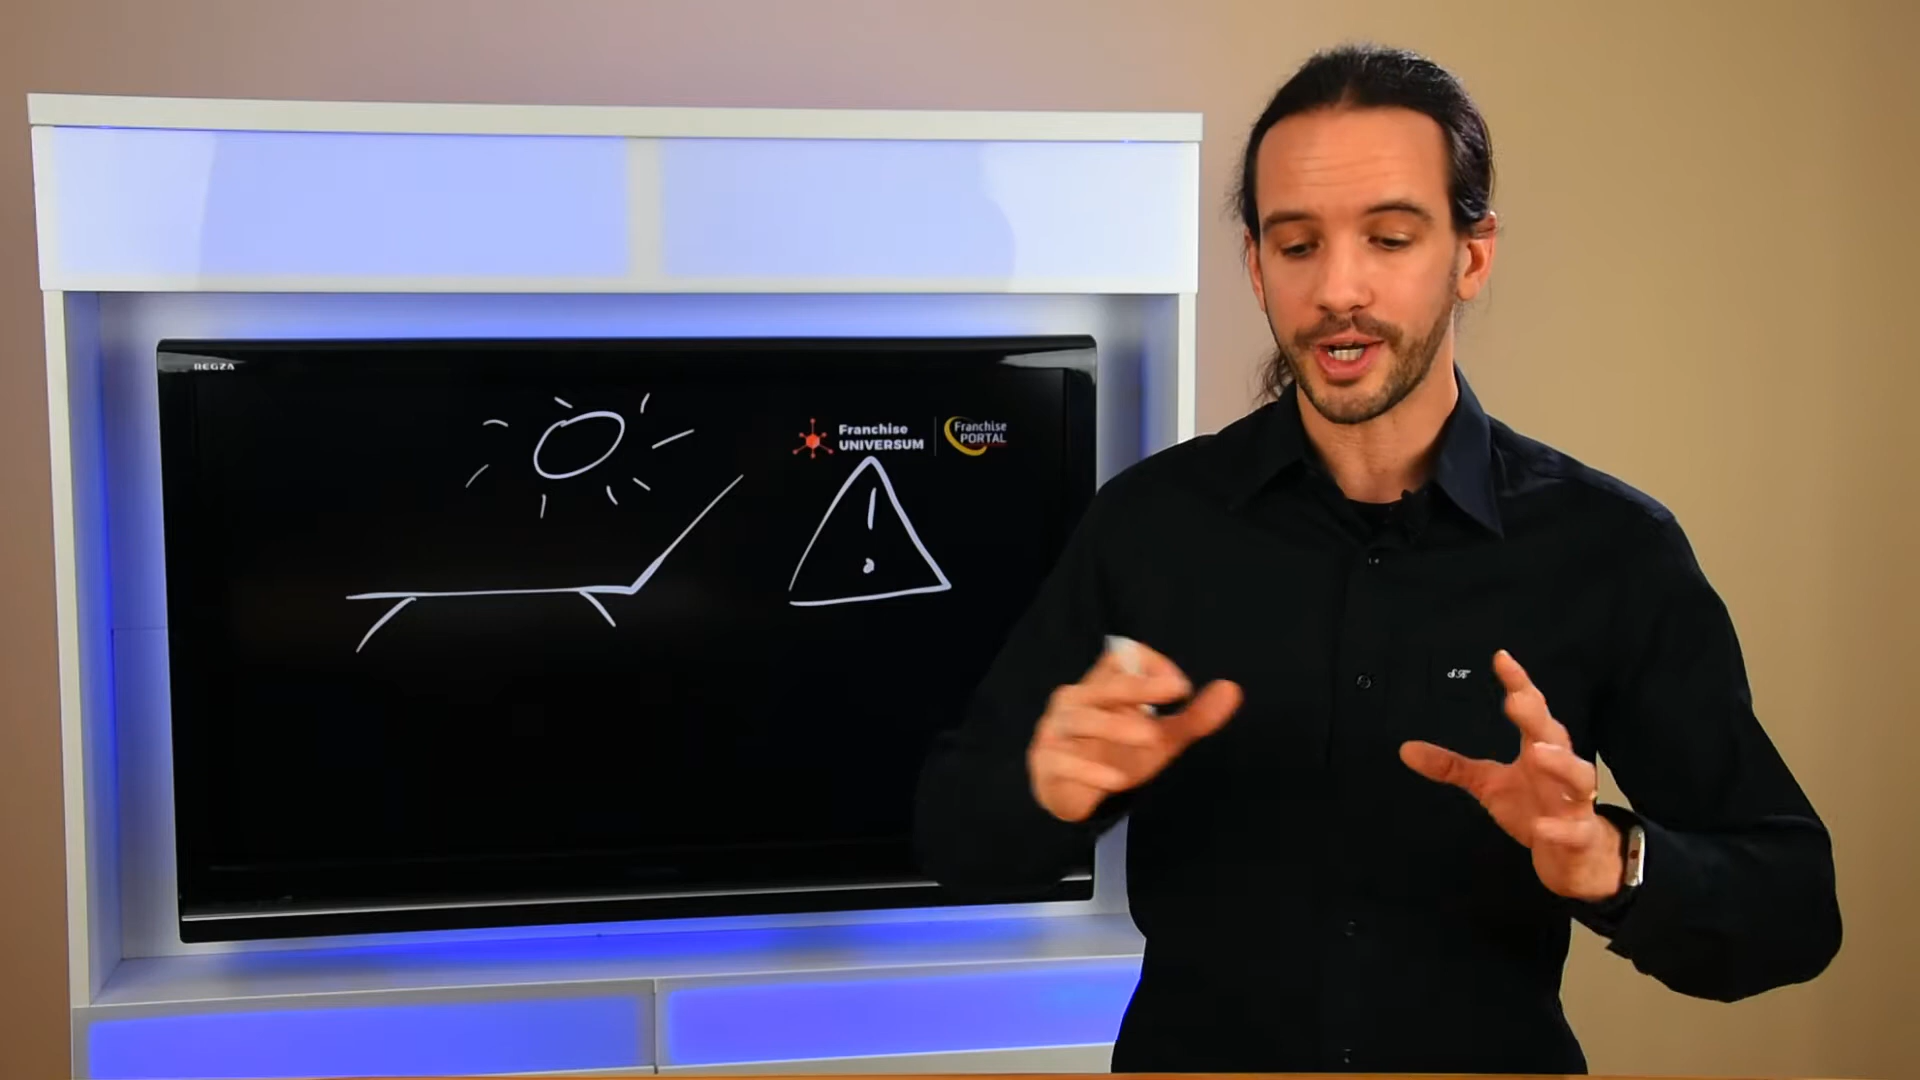 REGZA
Franchise
UNIVERSUM
Franchise
PORTAL
!